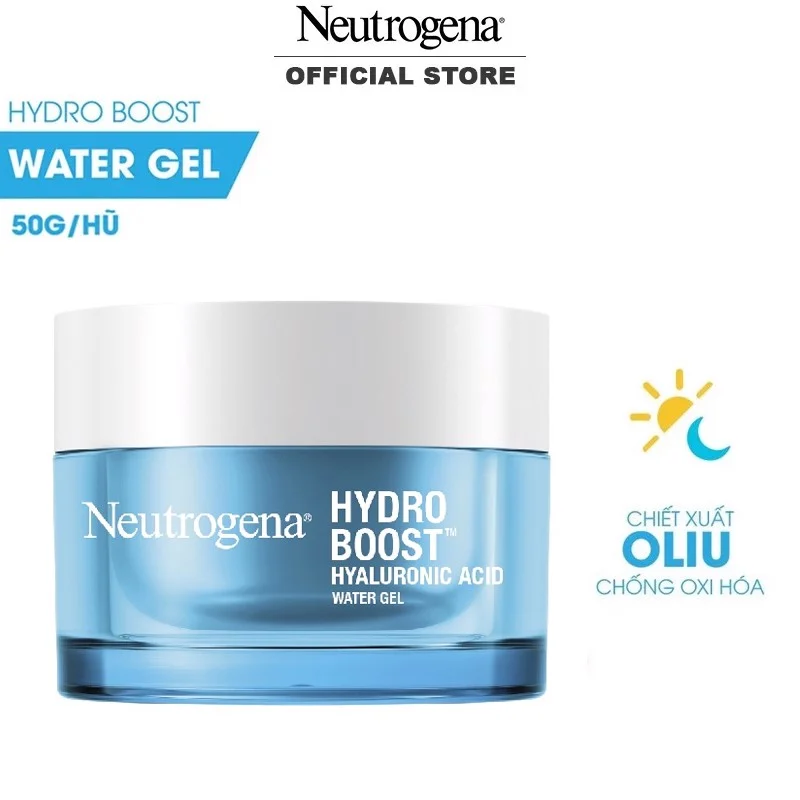 Neutrogena®
OFFICIAL STORE
HYDRO BOOST
WATER GEL
50G/HŨ
Neutrogena®
HYDRO
BOOST™
HYALURONIC ACID
WATER GEL
CHIẾT XUẤT
OLIU
CHỐNG OXI HÓA